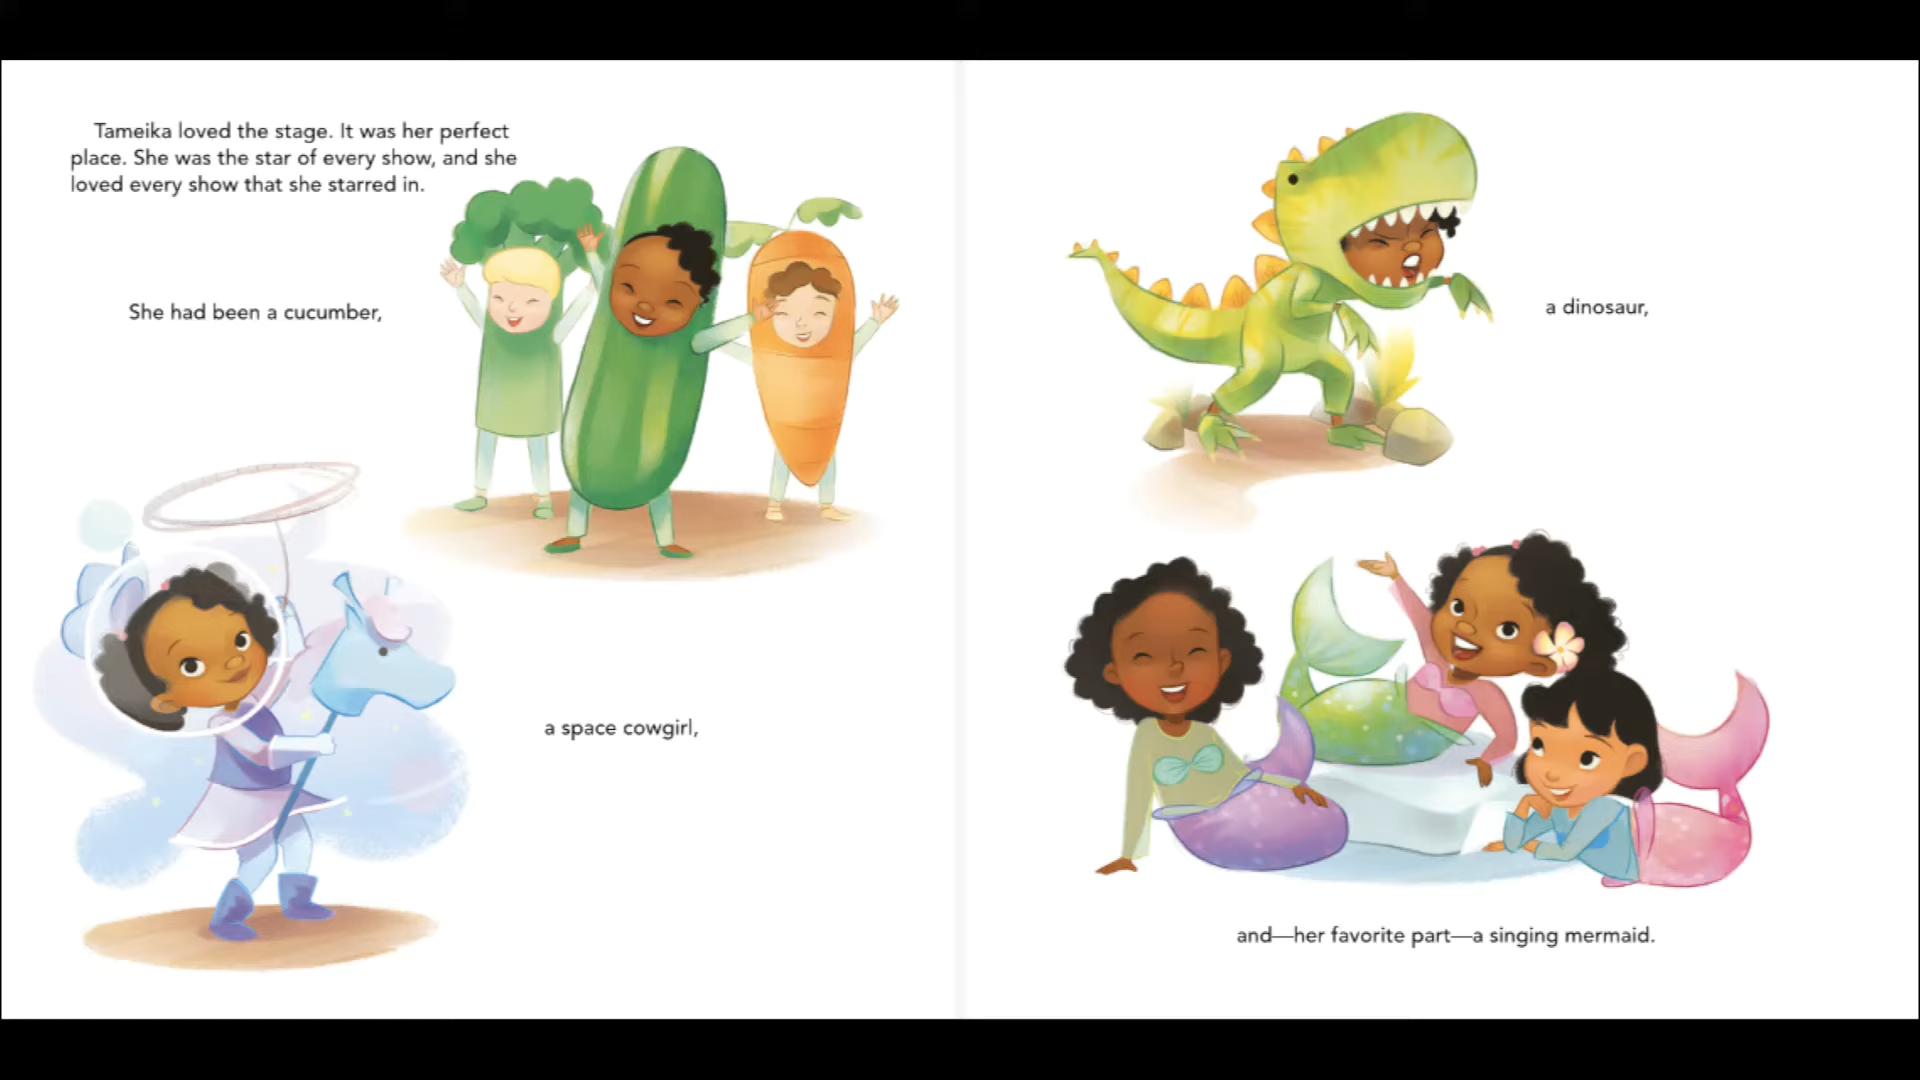 Tameika loved the stage. It was her perfect
place. She was the star of every show, and she
loved every show that she starred in.
She had been a cucumber,
a space cowgirl,
a dinosaur,
and—her favorite part—a singing mermaid.